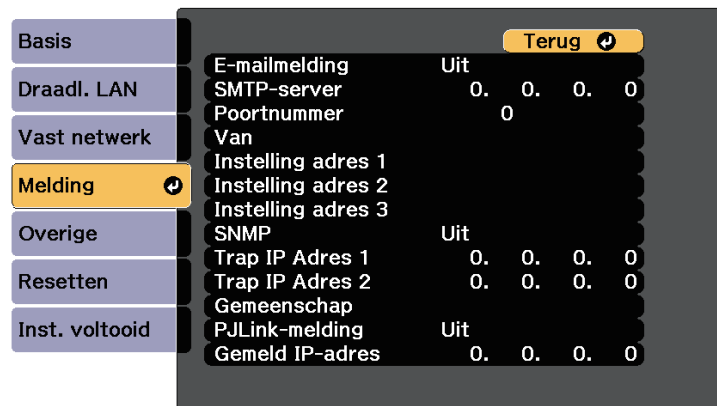 Basis
Draadl. LAN
Vast netwerk
Melding
Overige
Resetten
Inst. voltooid
Terug
E-mailmelding Uit
SMTP-server 0. 0. 0. 0
Poortnummer 0
Van
Instelling adres 1
Instelling adres 2
Instelling adres 3
SNMP Uit
Trap IP Adres 1 0. 0. 0. 0
Trap IP Adres 2 0. 0. 0. 0
Gemeenschap
PJLink-melding Uit
Gemeld IP-adres 0. 0. 0. 0